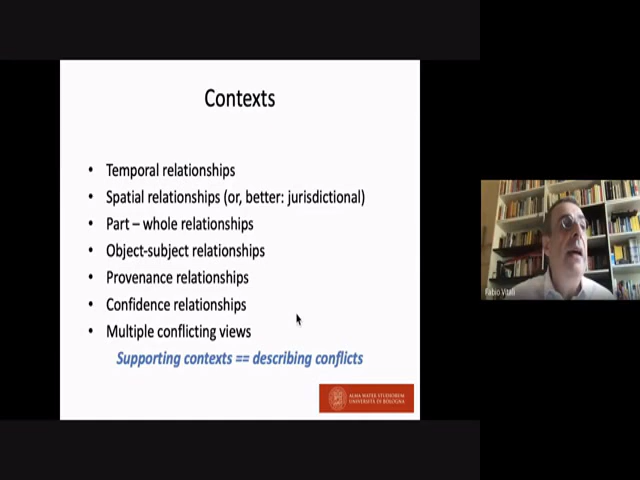 Contexts
• Temporal relationships
• Spatial relationships (or, better: jurisdictional)
• Part – whole relationships
• Object-subject relationships
• Provenance relationships
• Confidence relationships
• Multiple conflicting views
Supporting contexts == describing conflicts
ALMA MATER STUDIORUM
UNIVERSITÀ DI BOLOGNA
Fabio Vitali